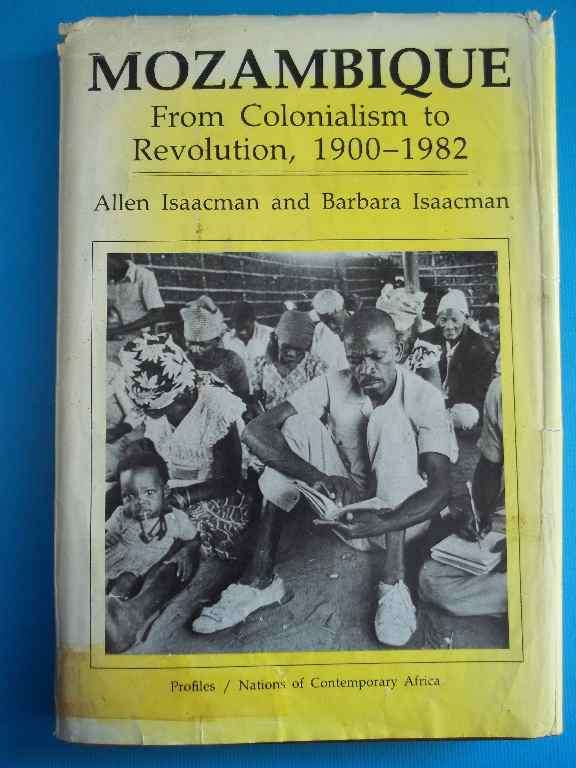 MOZAMBIQUE
From Colonialism to
Revolution, 1900–1982
Allen Isaacman and Barbara Isaacman
Profiles / Nations of Contemporary Africa